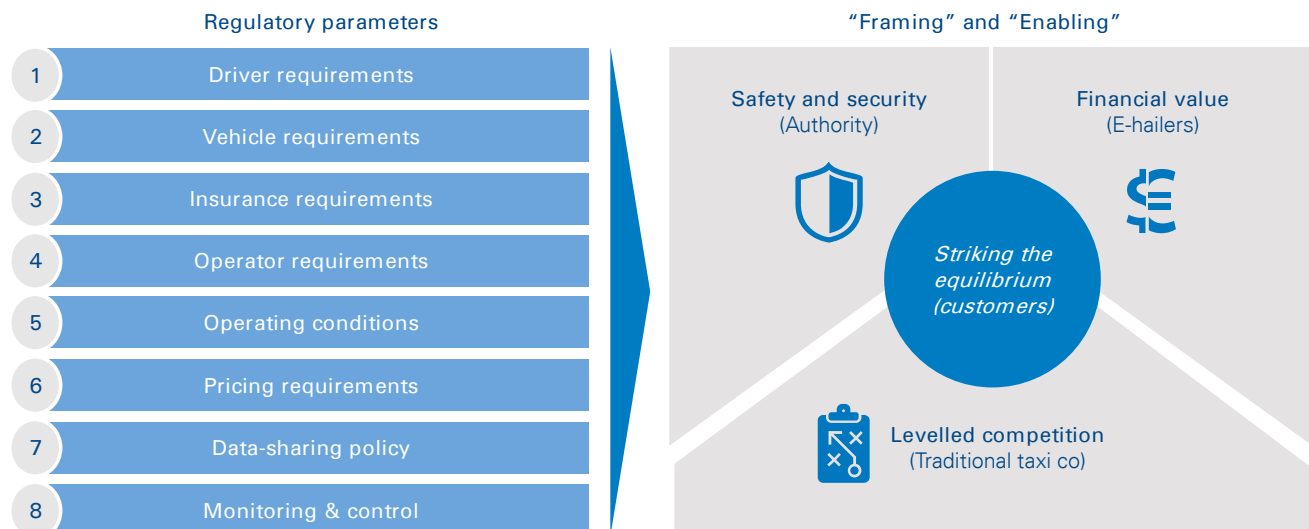 Regulatory parameters
1 Driver requirements
2 Vehicle requirements
3 Insurance requirements
4 Operator requirements
5 Operating conditions
6 Pricing requirements
7 Data-sharing policy
8 Monitoring & control
“Framing” and “Enabling”
Safety and security
(Authority)
Financial value
(E-hailers)
Striking the
equilibrium
(customers)
Levelled competition
(Traditional taxi co)